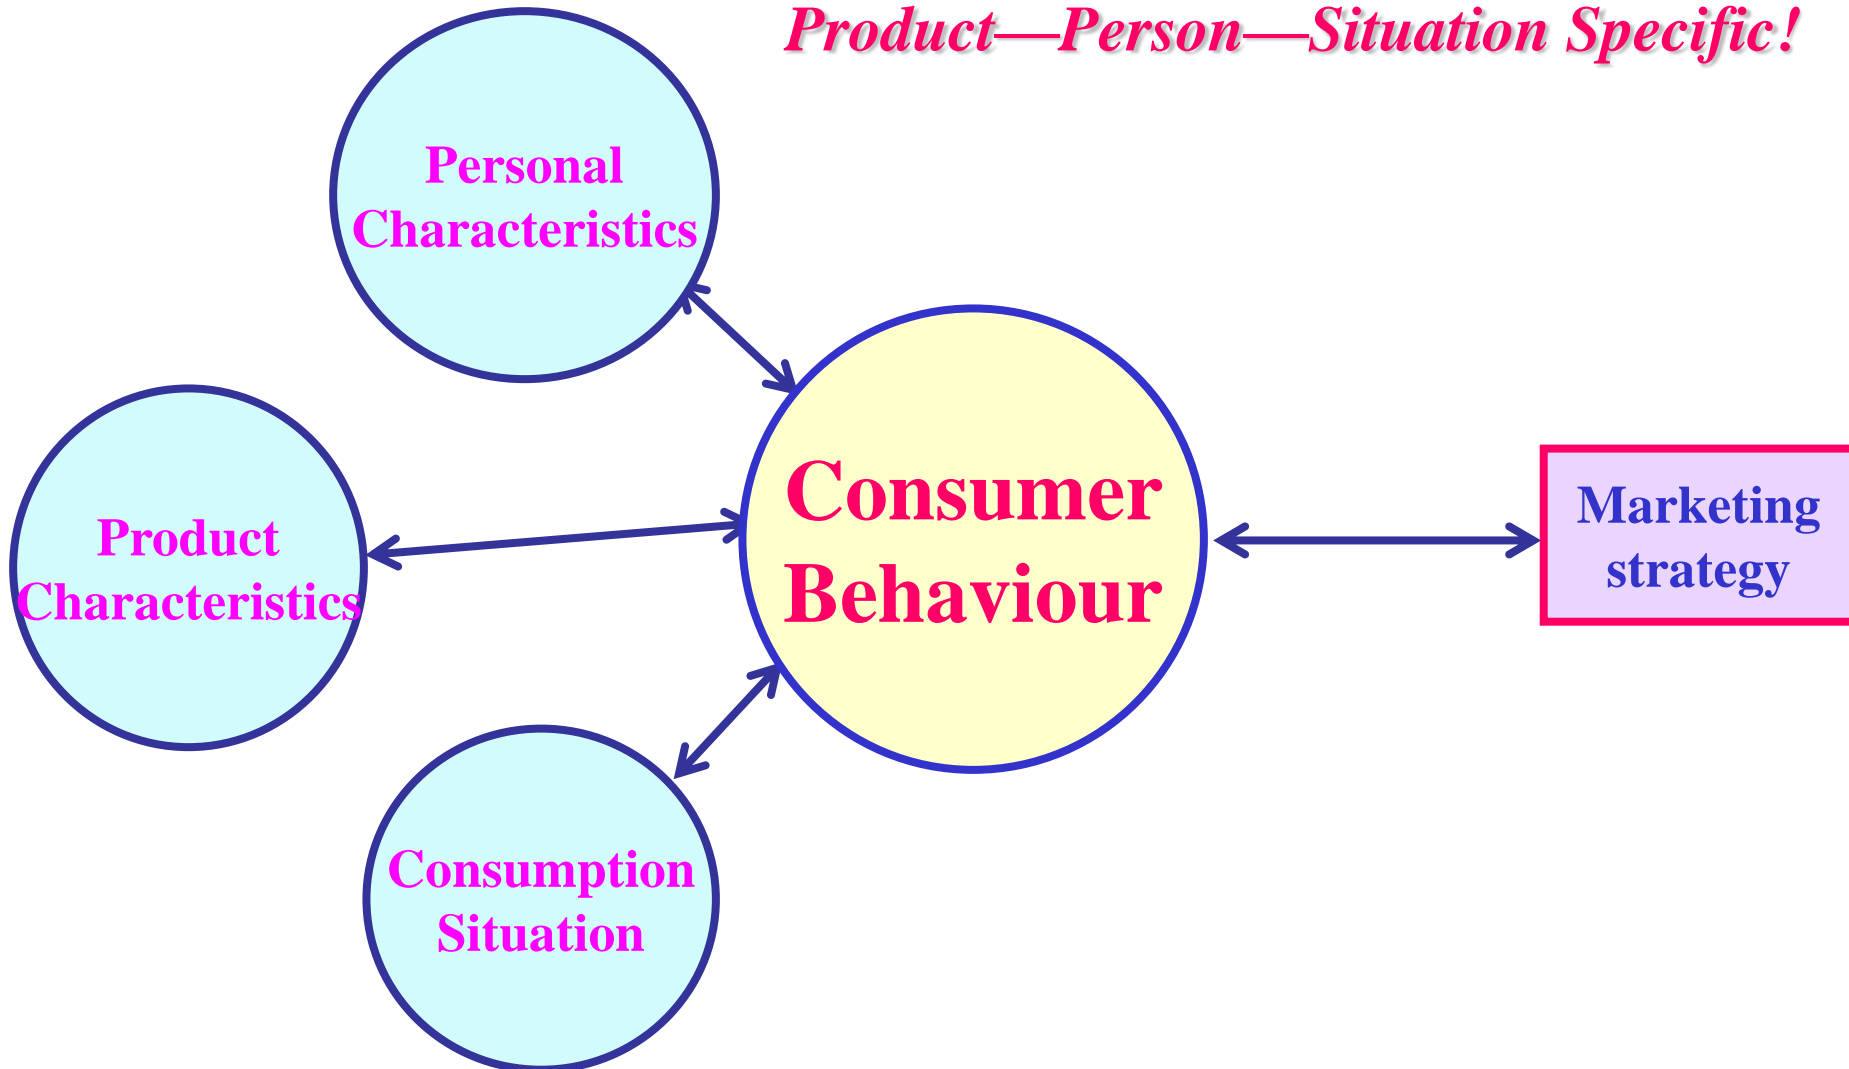 Product—Person—Situation Specific!
Personal
Characteristics
Consumer
Behaviour
Marketing
strategy
Product
Characteristics
Consumption
Situation